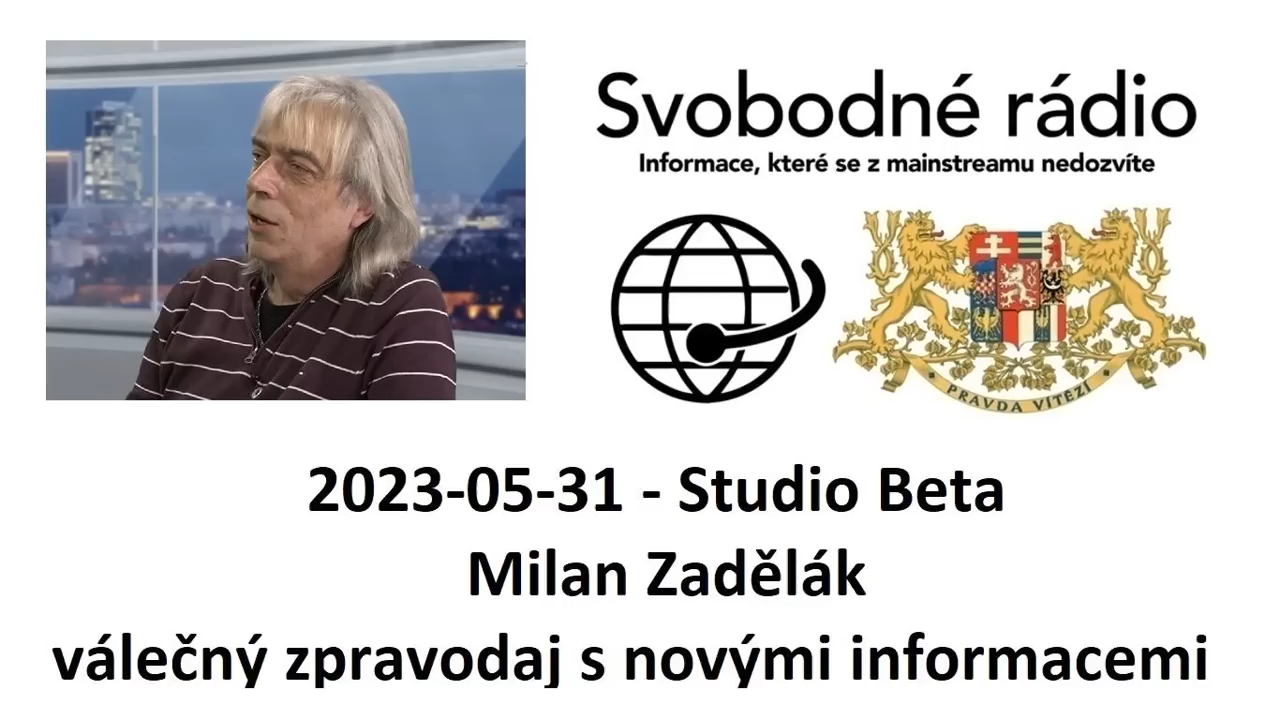 Svobodné rádio
Informace, které se z mainstreamu nedozvíte
PRAVDA VÍTĚZÍ
2023-05-31 - Studio Beta
Milan Zadělák
válečný zpravodaj s novými informacemi